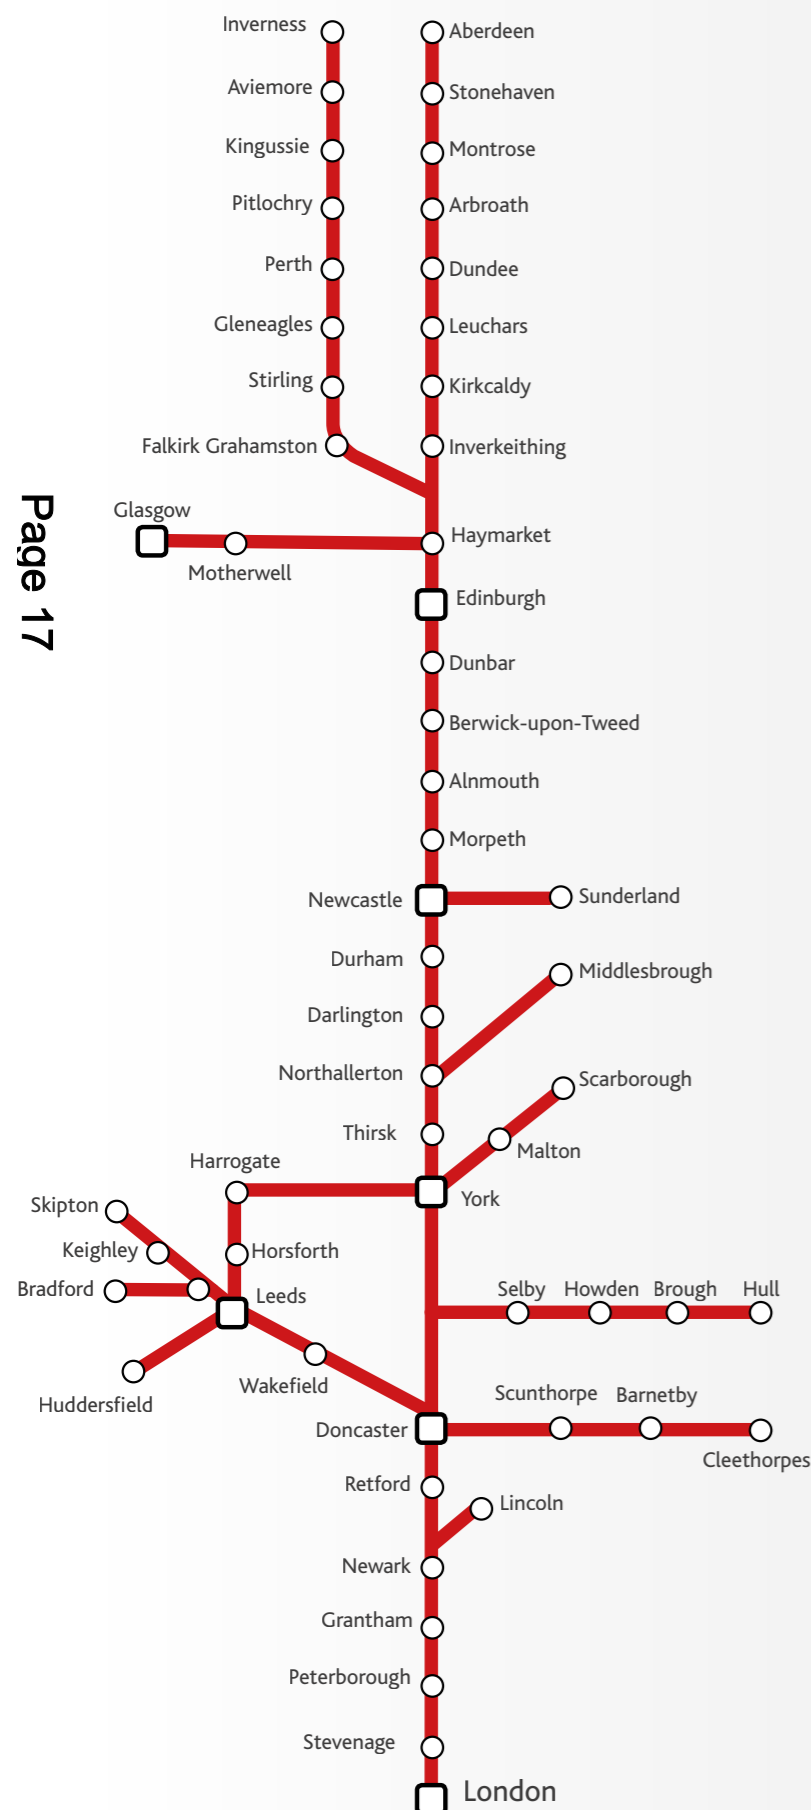 Inverness
Aberdeen
Aviemore
Stonehaven
Kingussie
Montrose
Pitlochry
Arbroath
Perth
Dundee
Gleneagles
Leuchars
Stirling
Kirkcaldy
Falkirk Grahamston
Inverkeithing
Page 17
Glasgow
Haymarket
Motherwell
Edinburgh
Dunbar
Berwick-upon-Tweed
Alnmouth
Morpeth
Newcastle
Sunderland
Durham
Middlesbrough
Darlington
Northallerton
Scarborough
Thirsk
Malton
Harrogate
York
Skipton
Keighley
Horsforth
Bradford
Leeds
Selby
Howden
Brough
Hull
Wakefield
Huddersfield
Scunthorpe
Barnetby
Doncaster
Cleethorpes
Retford
Lincoln
Newark
Grantham
Peterborough
Stevenage
London